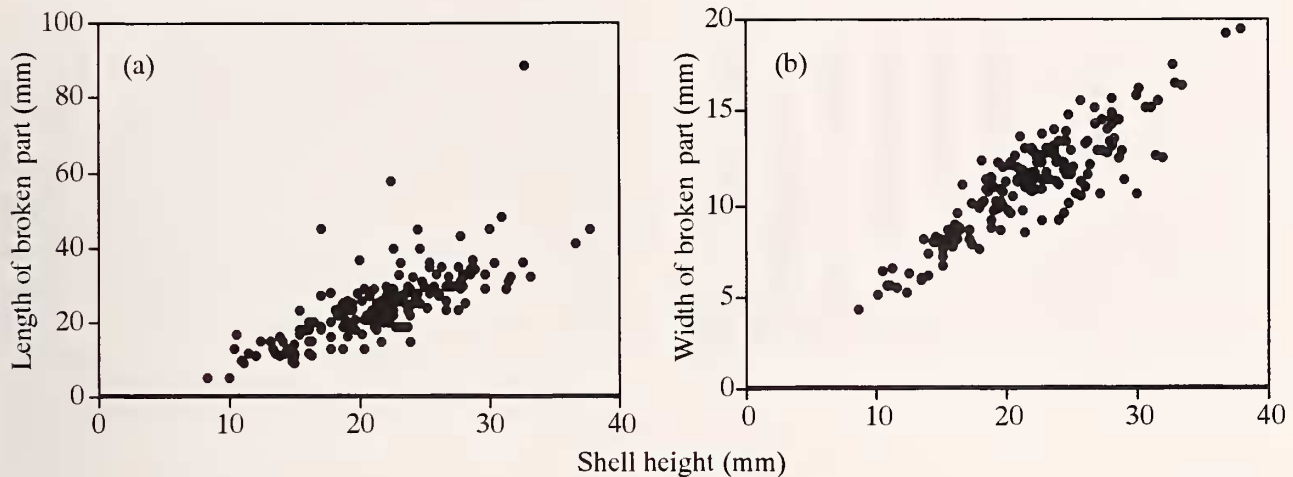 (a)
Length of broken part (mm)
100
80
60
40
20
0
0 10 20 30 40
(b)
Width of broken part (mm)
20
15
10
5
0
0 10 20 30 40
Shell height (mm)